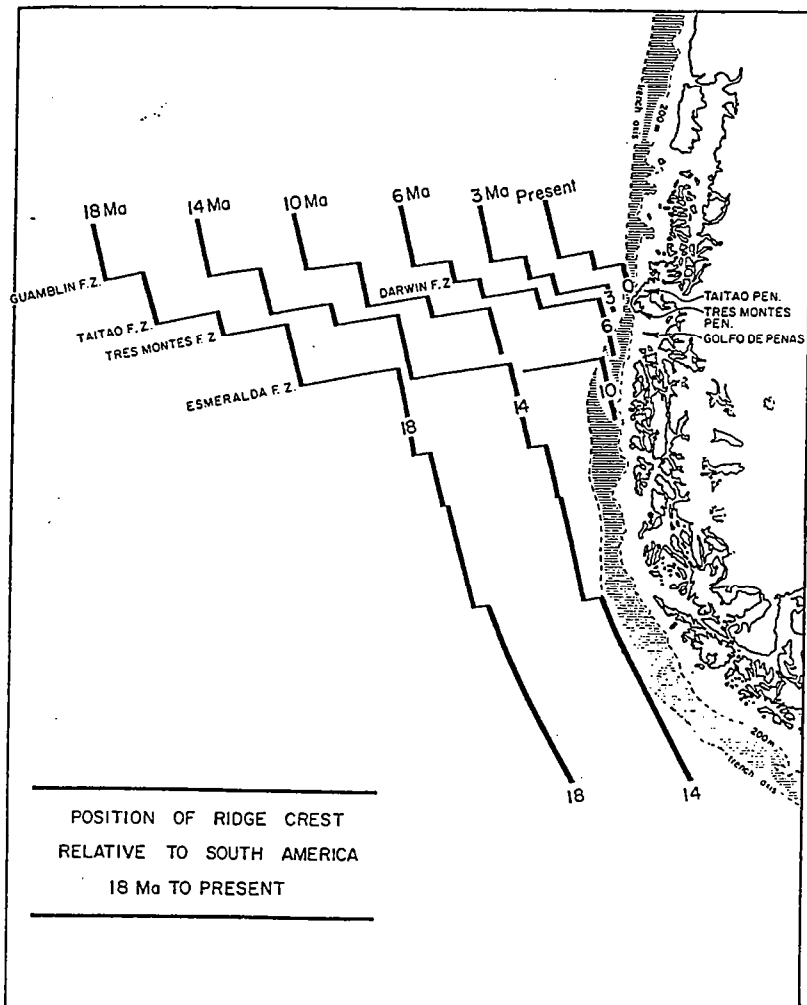 trench axis
200 m
18 Ma
14 Ma
10 Ma
6 Ma
3 Ma
Present
GUAMBLIN F.Z.
DARWIN F.Z
0
3
6
10
TAITAO PEN.
TRES MONTES
PEN.
GOLFO DE PENAS
TAITAO F.Z.
TRES MONTES F Z
ESMERALDA F.Z.
18
14
200m
trench axis
18
14
POSITION OF RIDGE CREST
RELATIVE TO SOUTH AMERICA
18 Ma TO PRESENT